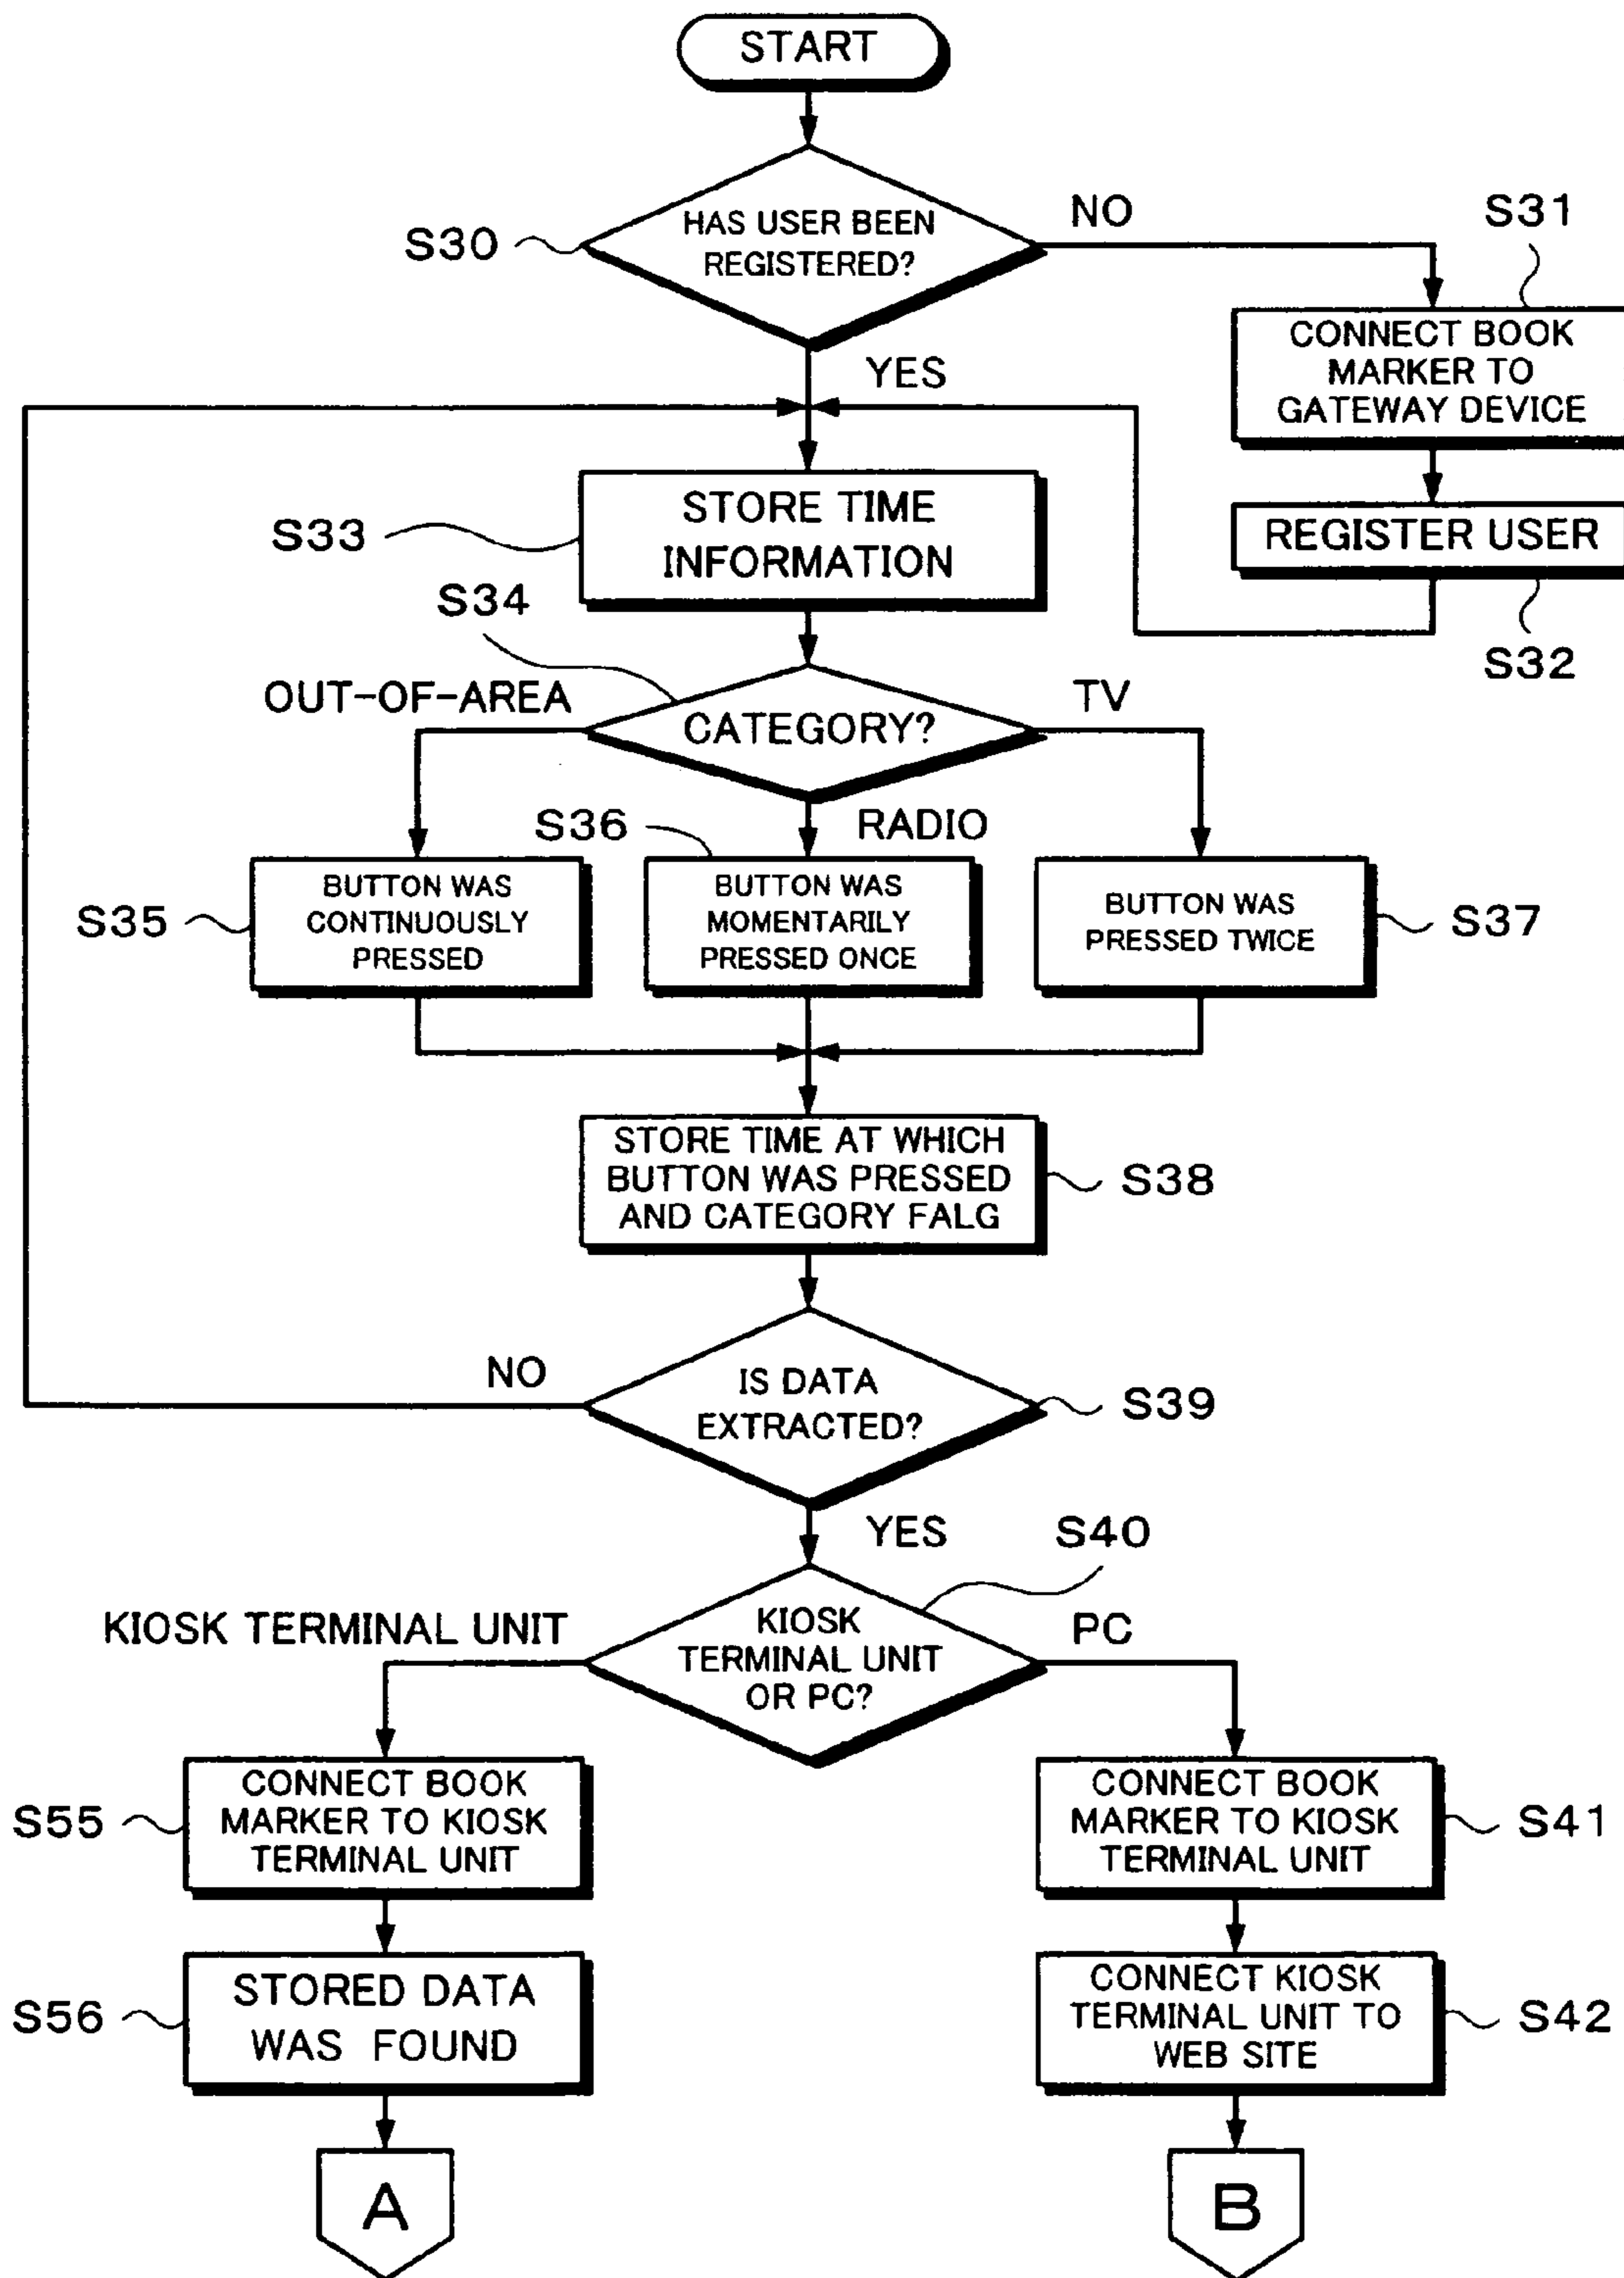 START
S30
HAS USER BEEN
REGISTERED?
NO
S31
CONNECT BOOK
MARKER TO
GATEWAY DEVICE
YES
REGISTER USER
S32
S33
STORE TIME
INFORMATION
S34
OUT-OF-AREA
CATEGORY?
TV
S36
RADIO
S35
BUTTON WAS
CONTINUOUSLY
PRESSED
BUTTON WAS
MOMENTARILY
PRESSED ONCE
BUTTON WAS
PRESSED TWICE
S37
STORE TIME AT WHICH
BUTTON WAS PRESSED
AND CATEGORY FALG
S38
NO
IS DATA
EXTRACTED?
S39
YES
S40
KIOSK TERMINAL UNIT
KIOSK
TERMINAL UNIT
OR PC?
PC
S55
CONNECT BOOK
MARKER TO KIOSK
TERMINAL UNIT
CONNECT BOOK
MARKER TO KIOSK
TERMINAL UNIT
S41
S56
STORED DATA
WAS FOUND
CONNECT KIOSK
TERMINAL UNIT TO
WEB SITE
S42
A
B